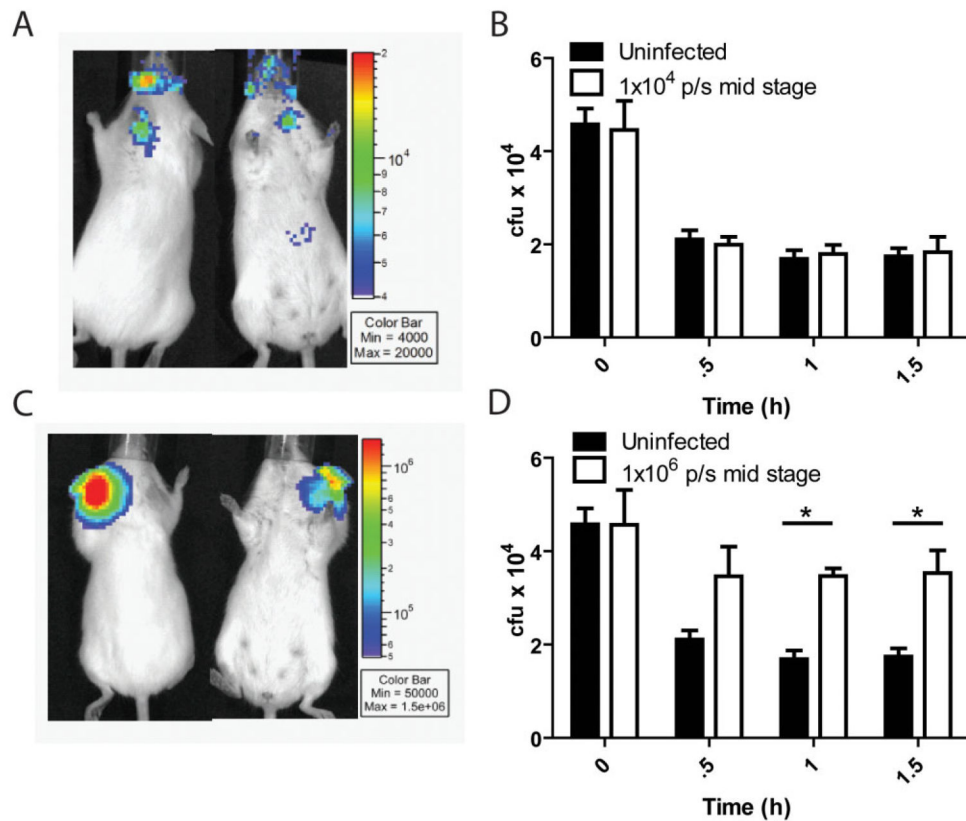 A
2
10⁴
9
8
7
6
5
4
Color Bar
Min = 4000
Max = 20000
B
Uninfected
1x10⁴ p/s mid stage
cfu x 10⁴
6
4
2
0
0
.5
1
1.5
Time (h)
C
10⁶
6
5
4
3
2
10⁵
6
5
Color Bar
Min = 50000
Max = 1.5e+06
D
Uninfected
1x10⁶ p/s mid stage
cfu x 10⁴
6
4
2
0
*
*
0
.5
1
1.5
Time (h)